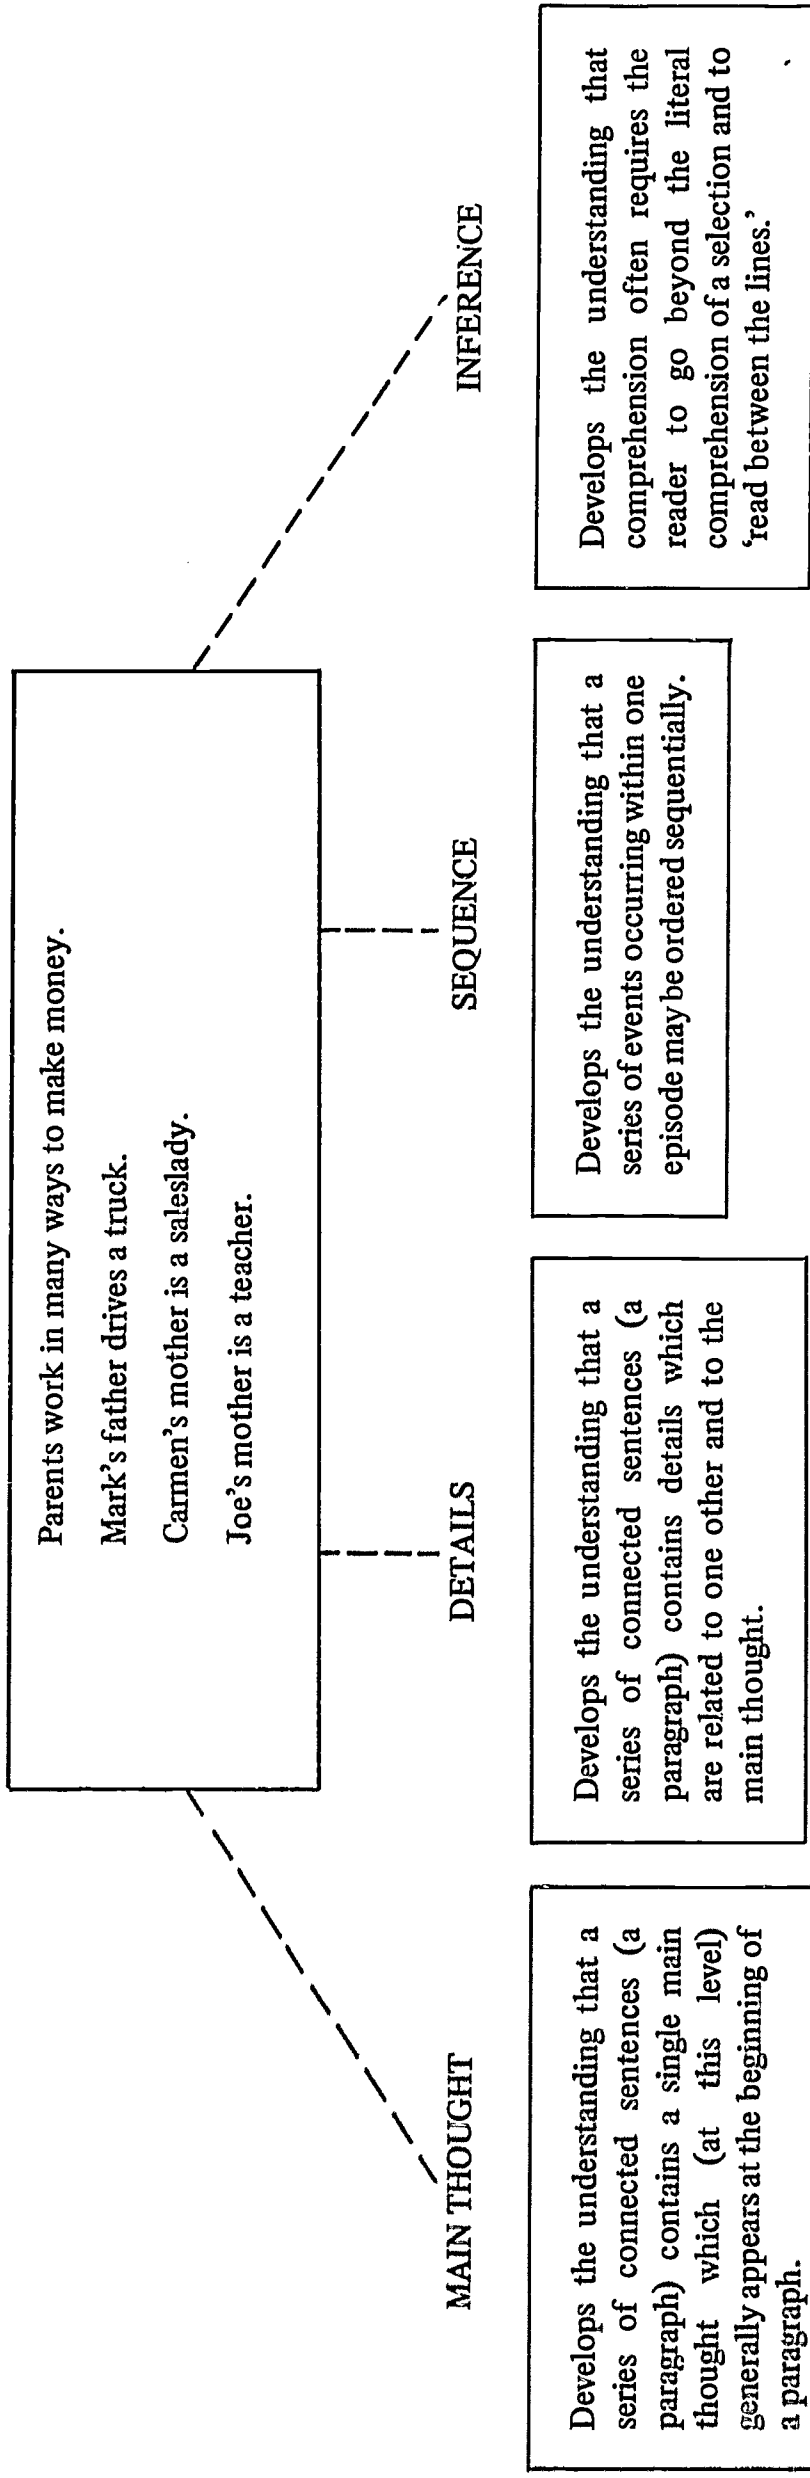 Parents work in many ways to make money.
Mark's father drives a truck.
Carmen's mother is a saleslady.
Joe's mother is a teacher.
MAIN THOUGHT
DETAILS
SEQUENCE
INFERENCE
Develops the understanding that a
series of connected sentences (a
paragraph) contains a single main
thought which (at this level)
generally appears at the beginning of
a paragraph.
Develops the understanding that a
series of connected sentences (a
paragraph) contains details which
are related to one other and to the
main thought.
Develops the understanding that a
series of events occurring within one
episode may be ordered sequentially.
Develops the understanding that
comprehension often requires the
reader to go beyond the literal
comprehension of a selection and to
‘read between the lines.’